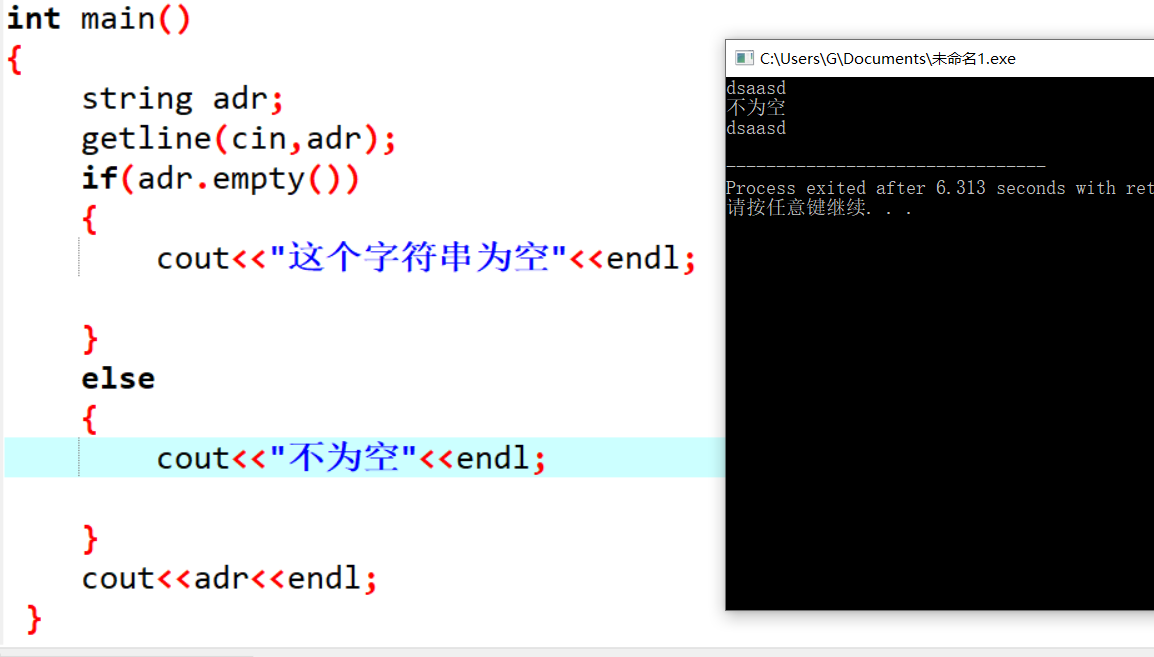 int main()
{
string adr;
getline(cin,adr);
if(adr.empty())
{
cout<<"这个字符串为空"<<endl;
}
else
{
cout<<"不为空"<<endl;
}
cout<<adr<<endl;
}
C:\Users\G\Documents\未命名1.exe
dsaasd
不为空
dsaasd
--------------------------------
Process exited after 6.313 seconds with ret
请按任意键继续. . .